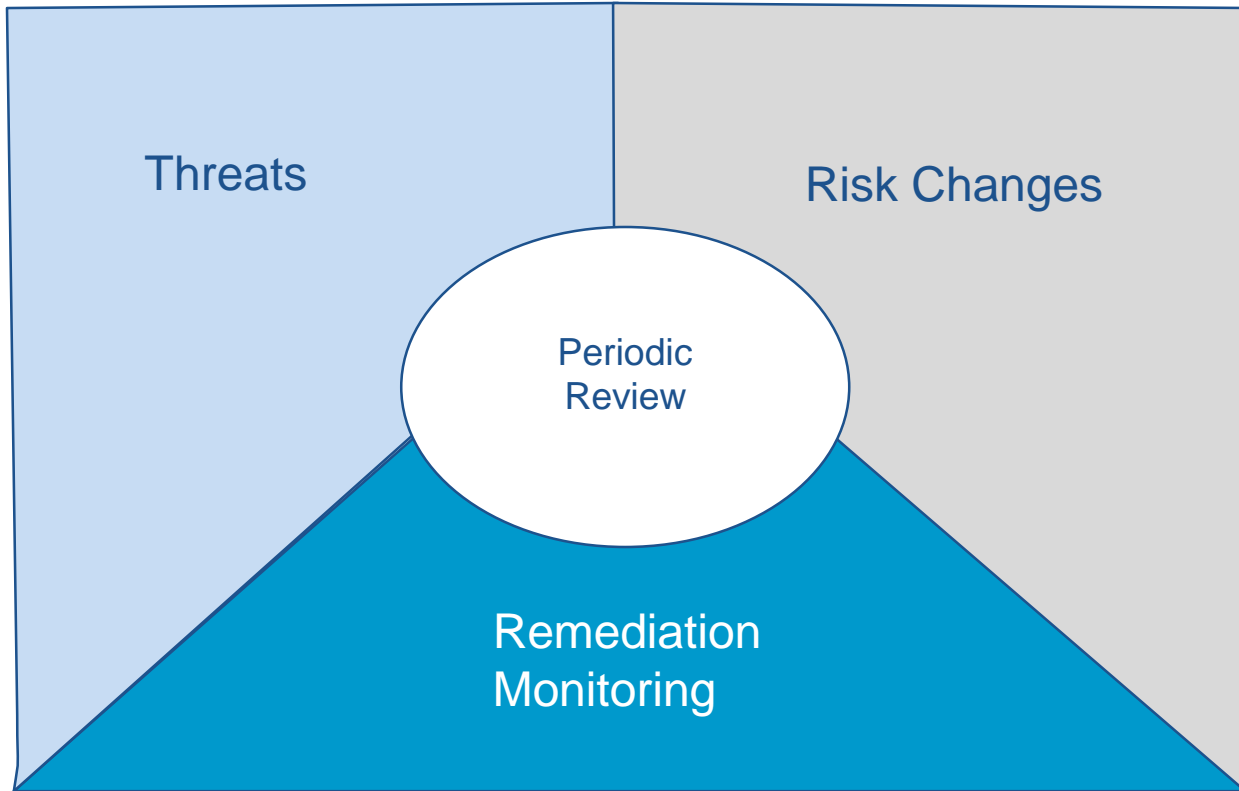 Threats
Risk Changes
Periodic
Review
Remediation
Monitoring